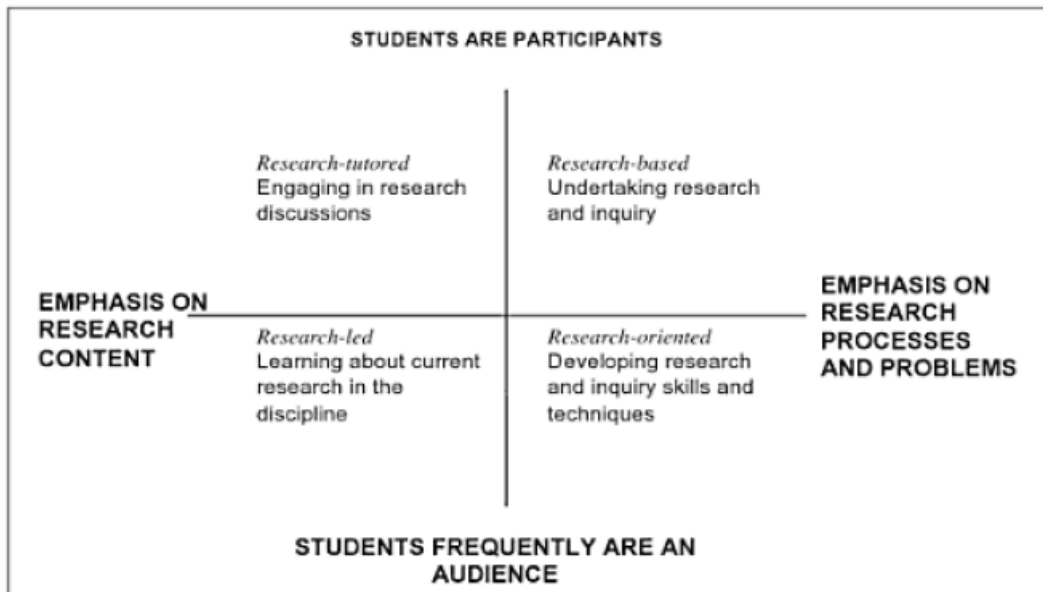 STUDENTS ARE PARTICIPANTS
Research-tutored
Engaging in research
discussions
Research-based
Undertaking research
and inquiry
EMPHASIS ON
RESEARCH
CONTENT
EMPHASIS ON
RESEARCH
PROCESSES
AND PROBLEMS
Research-led
Learning about current
research in the
discipline
Research-oriented
Developing research
and inquiry skills and
techniques
STUDENTS FREQUENTLY ARE AN
AUDIENCE